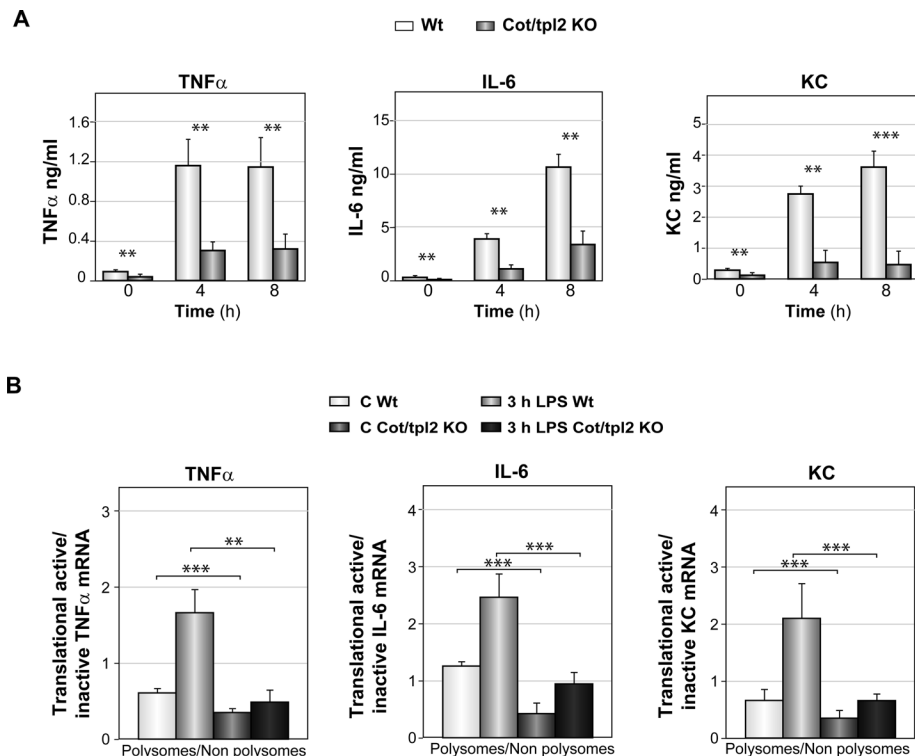 A
Wt Cot/tpl2 KO
TNFα IL-6 KC
TNFα ng/ml
1.6
1.2
0.8
0.4
0
** ** **
0 4 8
Time (h)
IL-6 ng/ml
15
10
5
0
** ** **
0 4 8
Time (h)
KC ng/ml
5
4
3
2
1
0
** ** ***
0 4 8
Time (h)
B
C Wt 3 h LPS Wt
C Cot/tpl2 KO 3 h LPS Cot/tpl2 KO
TNFα IL-6 KC
Translational active/
inactive TNFα mRNA
3
2
1
0
**
***
Polysomes/Non polysomes
Translational active/
inactive IL-6 mRNA
4
3
2
1
0
***
***
Polysomes/Non polysomes
Translational active/
inactive KC mRNA
4
3
2
1
0
***
***
Polysomes/Non polysomes